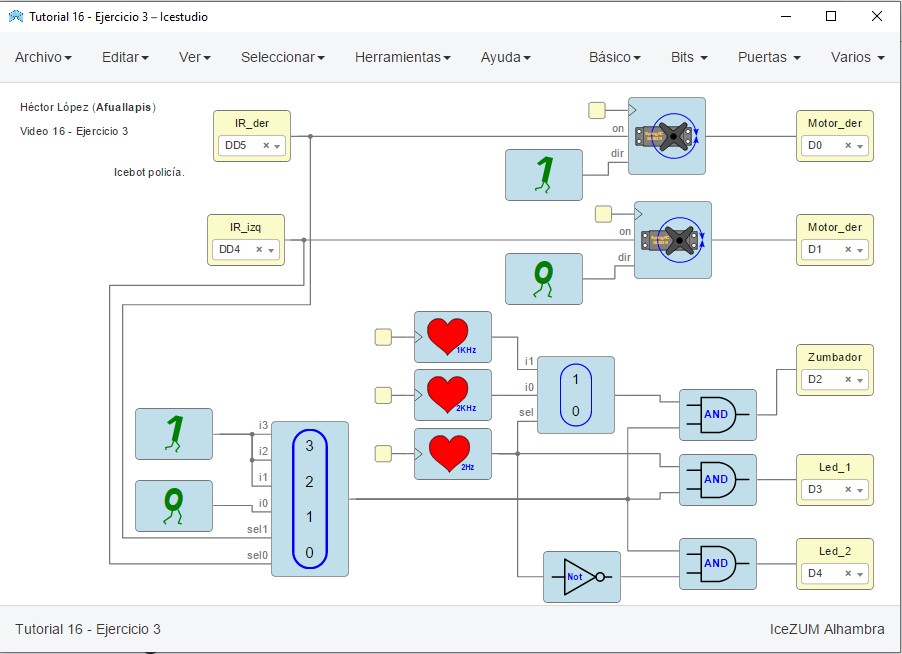 Tutorial 16 - Ejercicio 3 – Icestudio
Archivo Editar Ver Seleccionar Herramientas Ayuda Básico Bits Puertas Varios
Héctor López (Afuallapis)
Video 16 - Ejercicio 3
Icebot policía.
IR_der
DD5
on
dir
1
Motor_der
D0
IR_izq
DD4
on
dir
0
Motor_der
D1
1KHz
2KHz
2Hz
i1
i0
sel
1
0
Zumbador
D2
AND
1
0
i3
i2
i1
i0
sel1
sel0
3
2
1
0
AND
Led_1
D3
Not
AND
Led_2
D4
Tutorial 16 - Ejercicio 3
IceZUM Alhambra